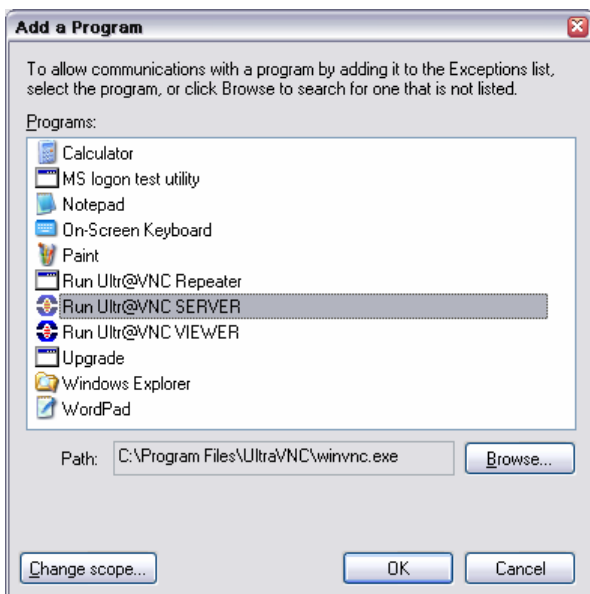 Add a Program
To allow communications with a program by adding it to the Exceptions list,
select the program, or click Browse to search for one that is not listed.
Programs:
Calculator
MS logon test utility
Notepad
On-Screen Keyboard
Paint
Run Ultr@VNC Repeater
Run Ultr@VNC SERVER
Run Ultr@VNC VIEWER
Upgrade
Windows Explorer
WordPad
Path: C:\Program Files\UltraVNC\winvnc.exe Browse...
Change scope... OK Cancel